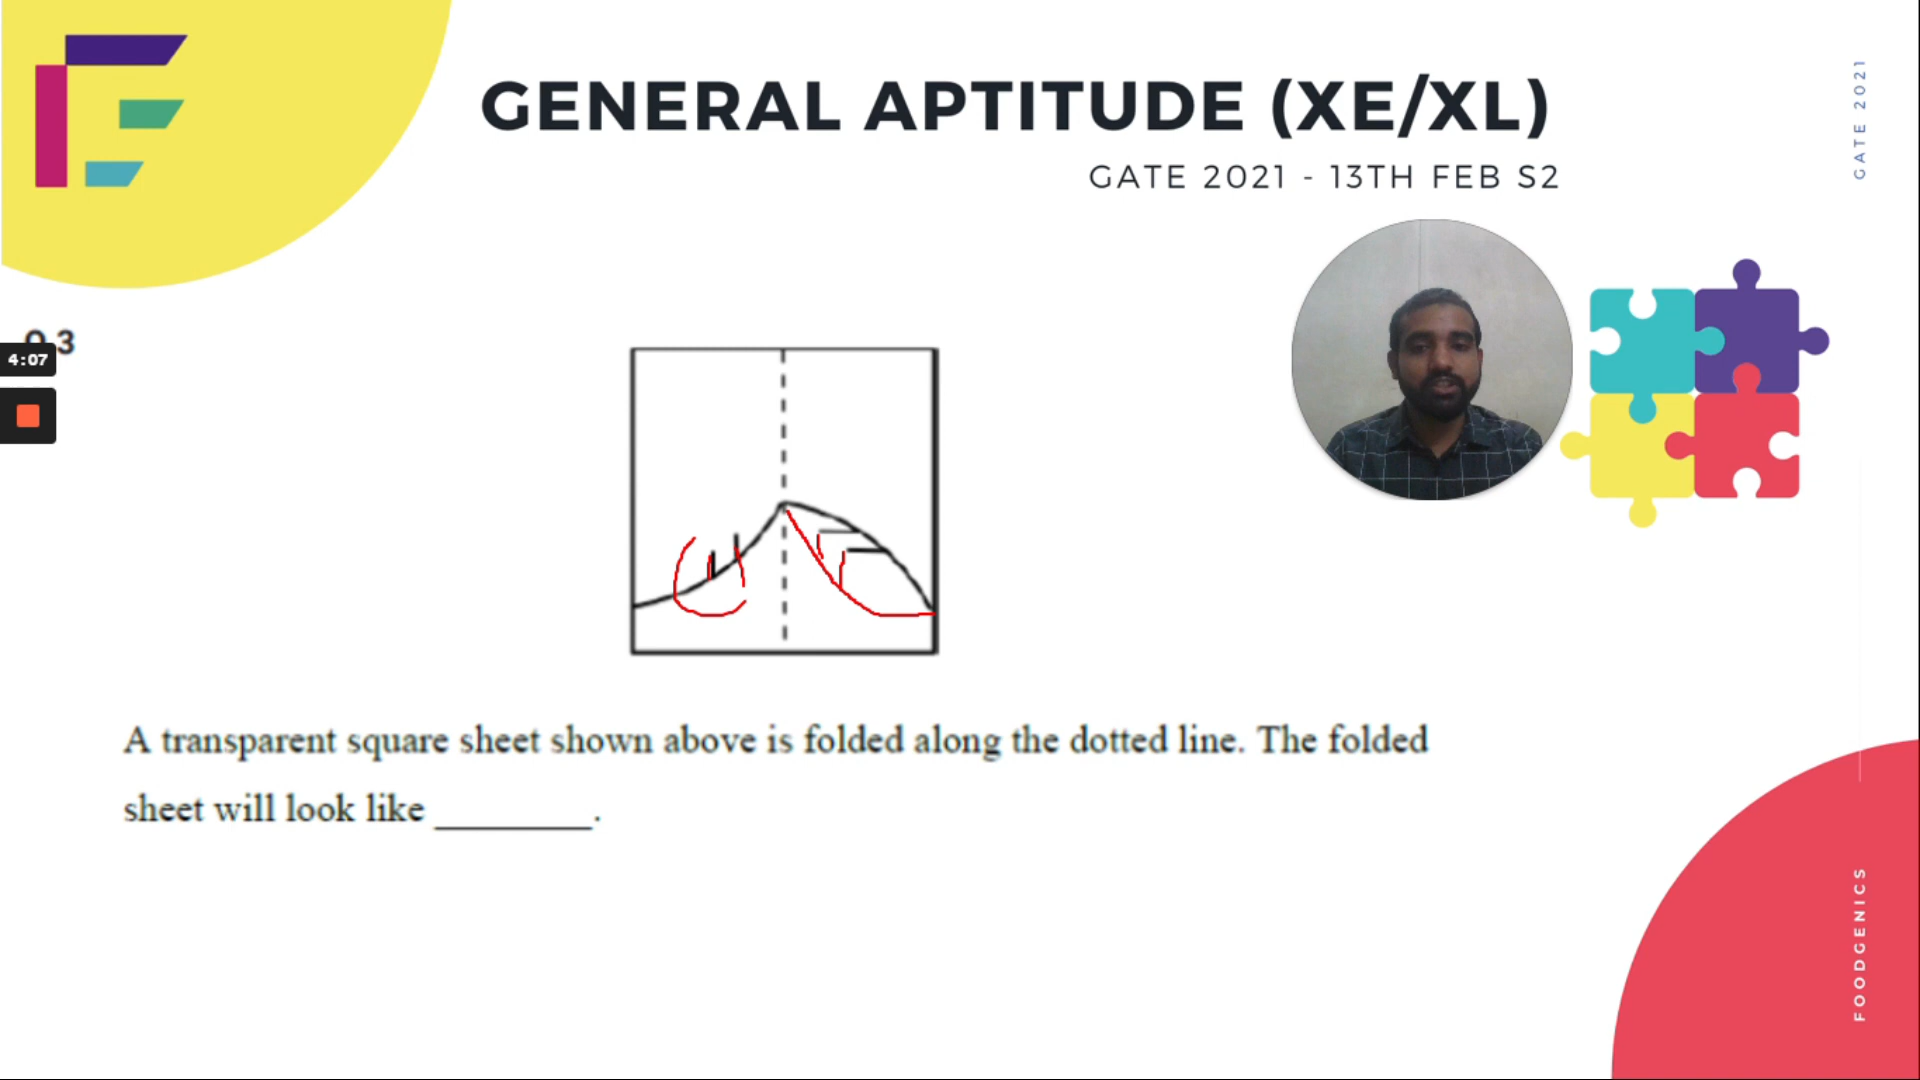 GENERAL APTITUDE (XE/XL)
GATE 2021 - 13TH FEB S2
GATE 2021
Q.3
4:07
A transparent square sheet shown above is folded along the dotted line. The folded
sheet will look like ________.
FOODGENICS